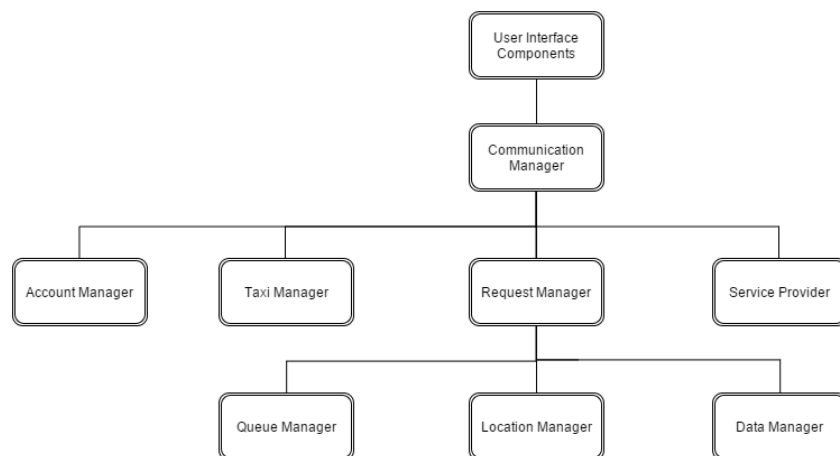 User Interface
Components
Communication
Manager
Account Manager
Taxi Manager
Request Manager
Service Provider
Queue Manager
Location Manager
Data Manager